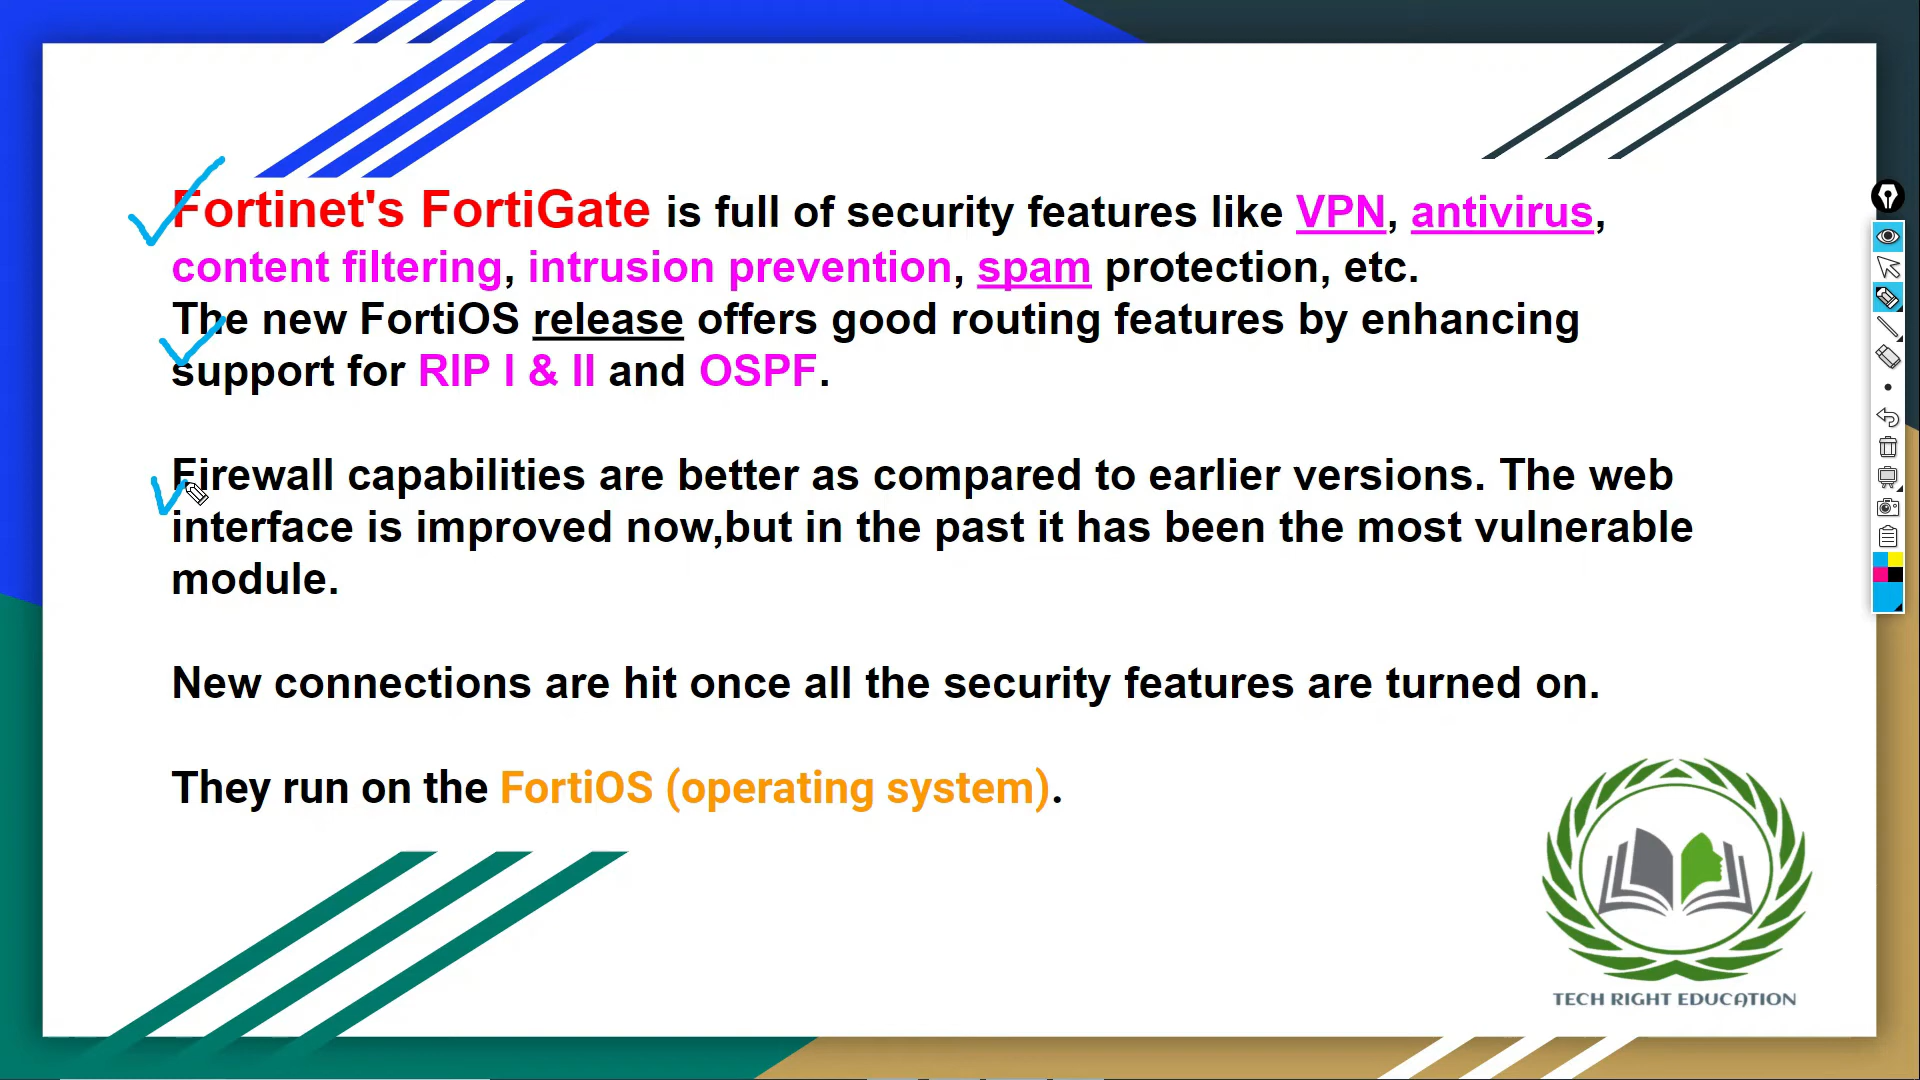 Fortinet's FortiGate is full of security features like VPN, antivirus,
content filtering, intrusion prevention, spam protection, etc.
The new FortiOS release offers good routing features by enhancing
support for RIP I & II and OSPF.
Firewall capabilities are better as compared to earlier versions. The web
interface is improved now,but in the past it has been the most vulnerable
module.
New connections are hit once all the security features are turned on.
They run on the FortiOS (operating system).
TECH RIGHT EDUCATION